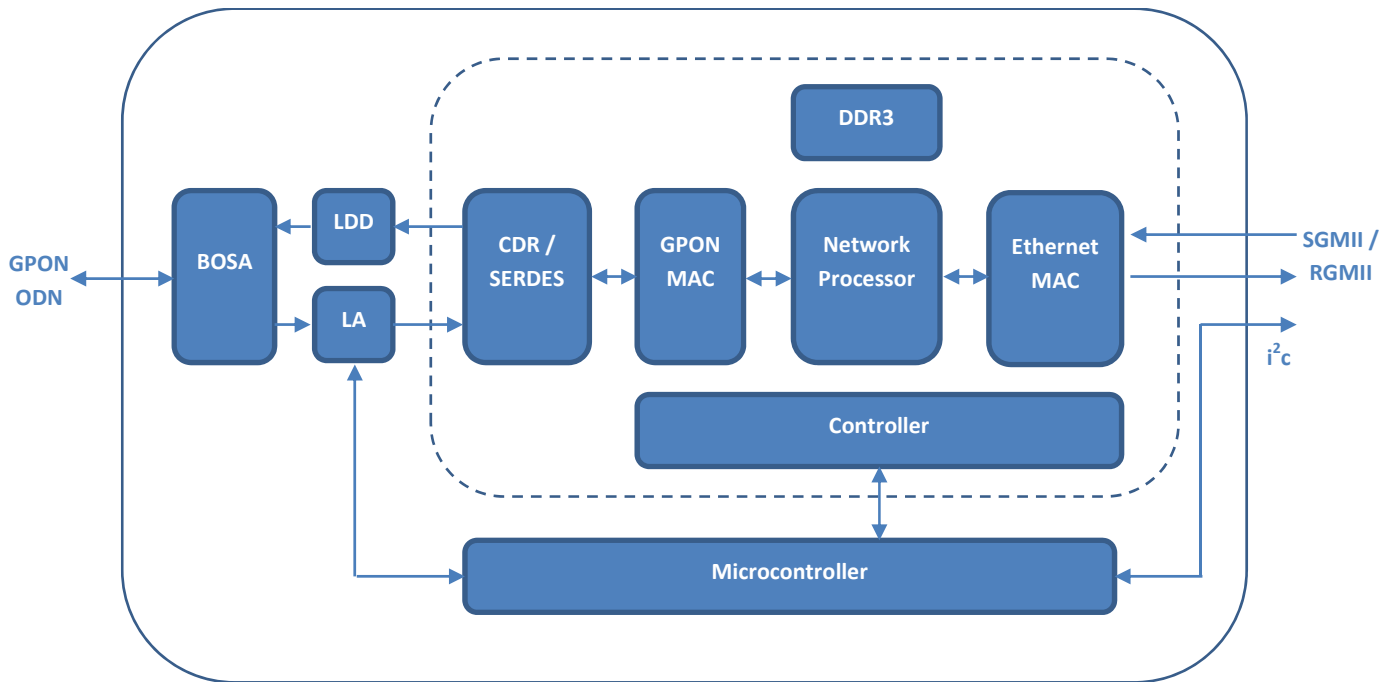 DDR3
LDD
BOSA
LA
CDR /
SERDES
GPON
MAC
Network
Processor
Ethernet
MAC
GPON
ODN
SGMII /
RGMII
i²c
Controller
Microcontroller